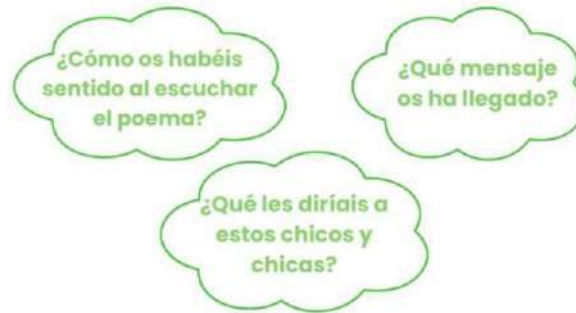 ¿Cómo os habéis
sentido al escuchar
el poema?
¿Qué mensaje
os ha llegado?
¿Qué les diríais a
estos chicos y
chicas?